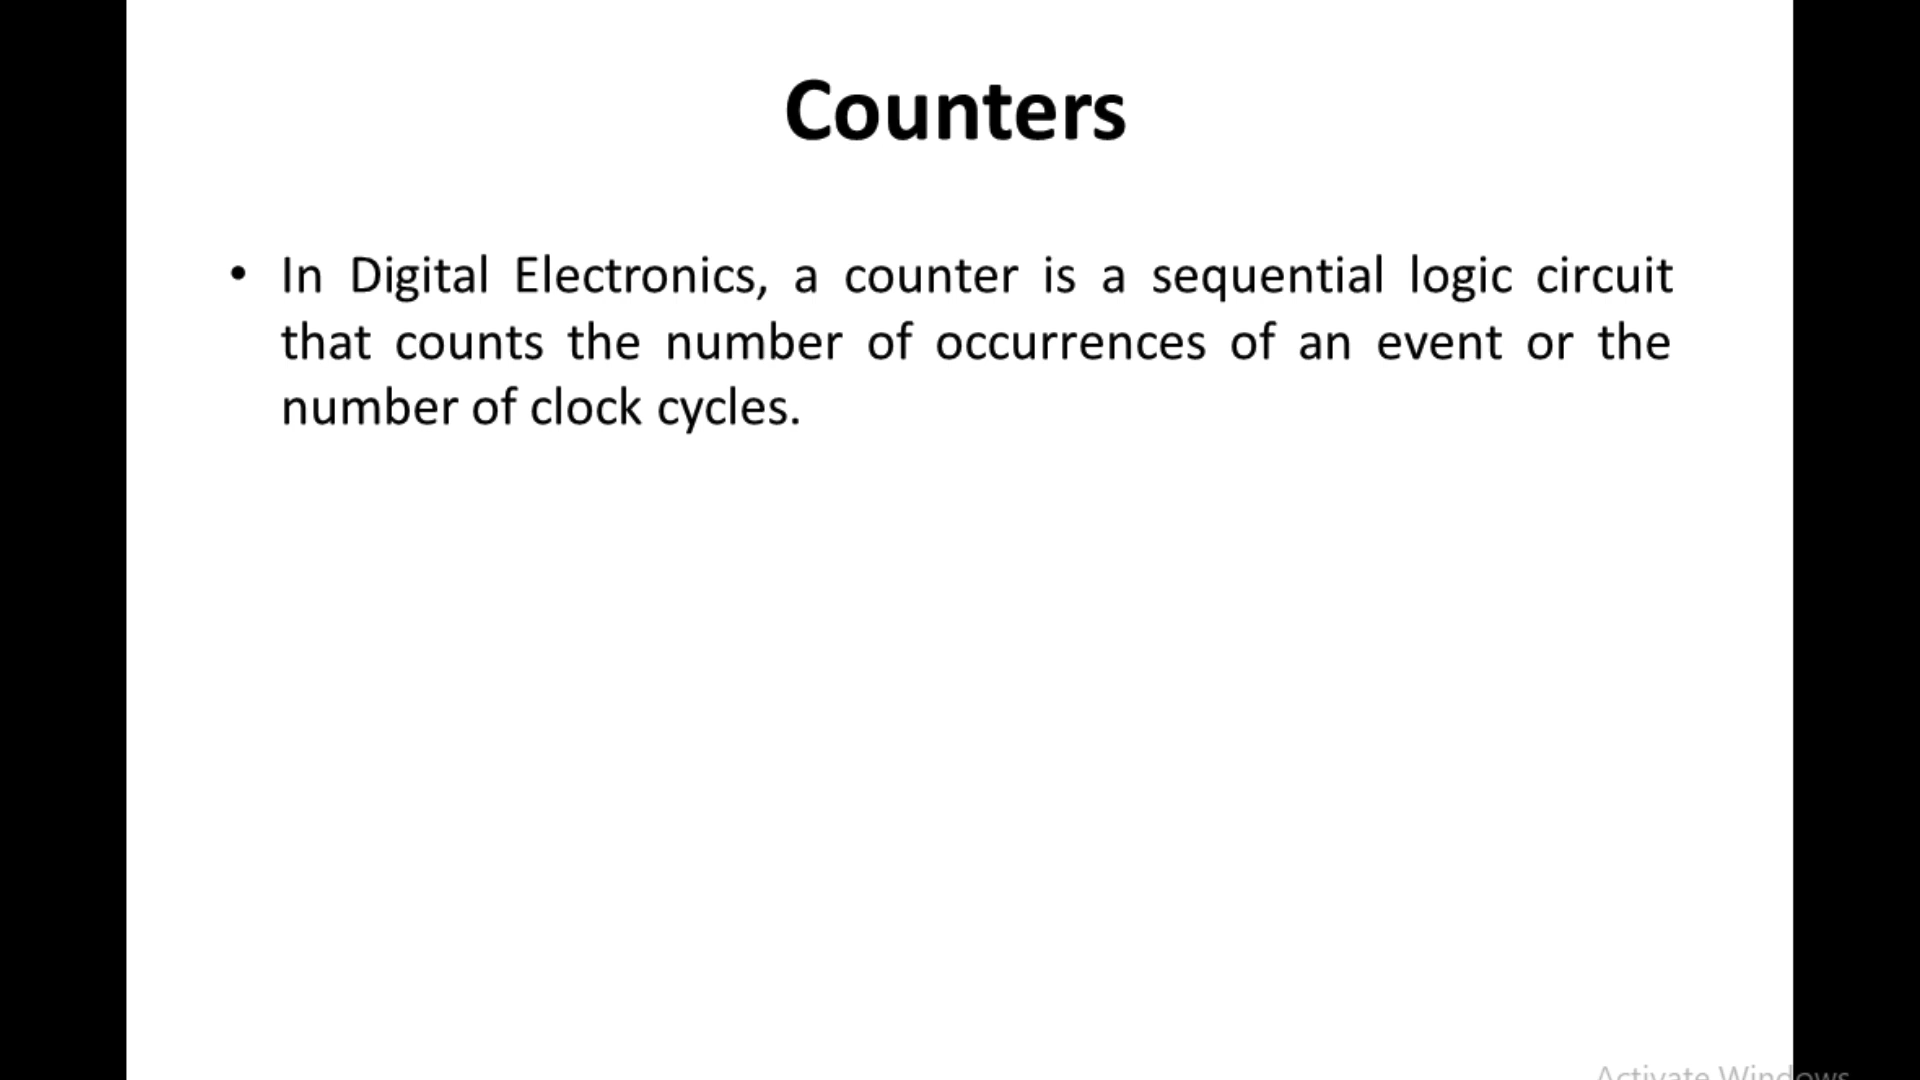 Counters
• In Digital Electronics, a counter is a sequential logic circuit
that counts the number of occurrences of an event or the
number of clock cycles.
Activate Windows